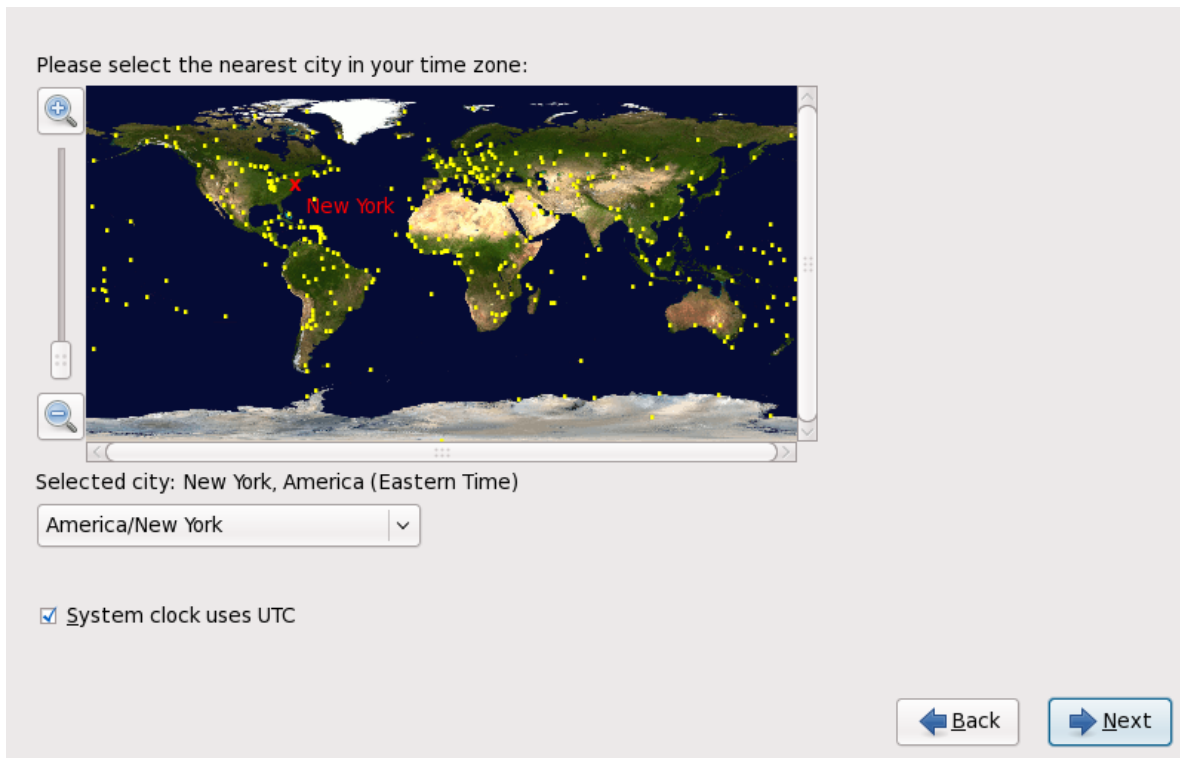 Please select the nearest city in your time zone:
New York
Selected city: New York, America (Eastern Time)
America/New York
System clock uses UTC
Back
Next